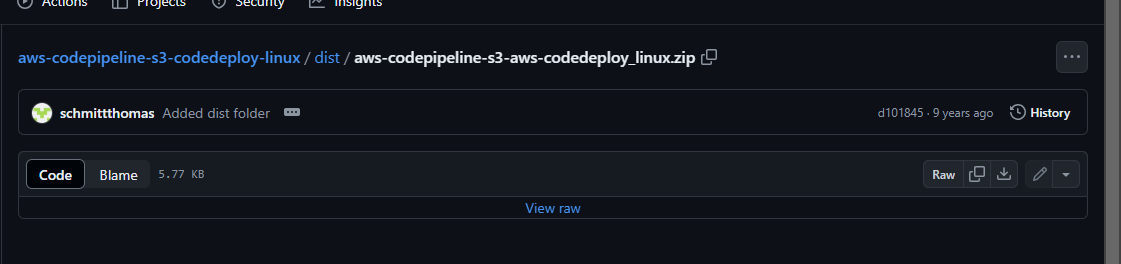 Actions Projects Security Insights
aws-codepipeline-s3-codedeploy-linux / dist / aws-codepipeline-s3-aws-codedeploy_linux.zip
schmittthomas Added dist folder d101845 · 9 years ago History
Code Blame 5.77 KB Raw
View raw